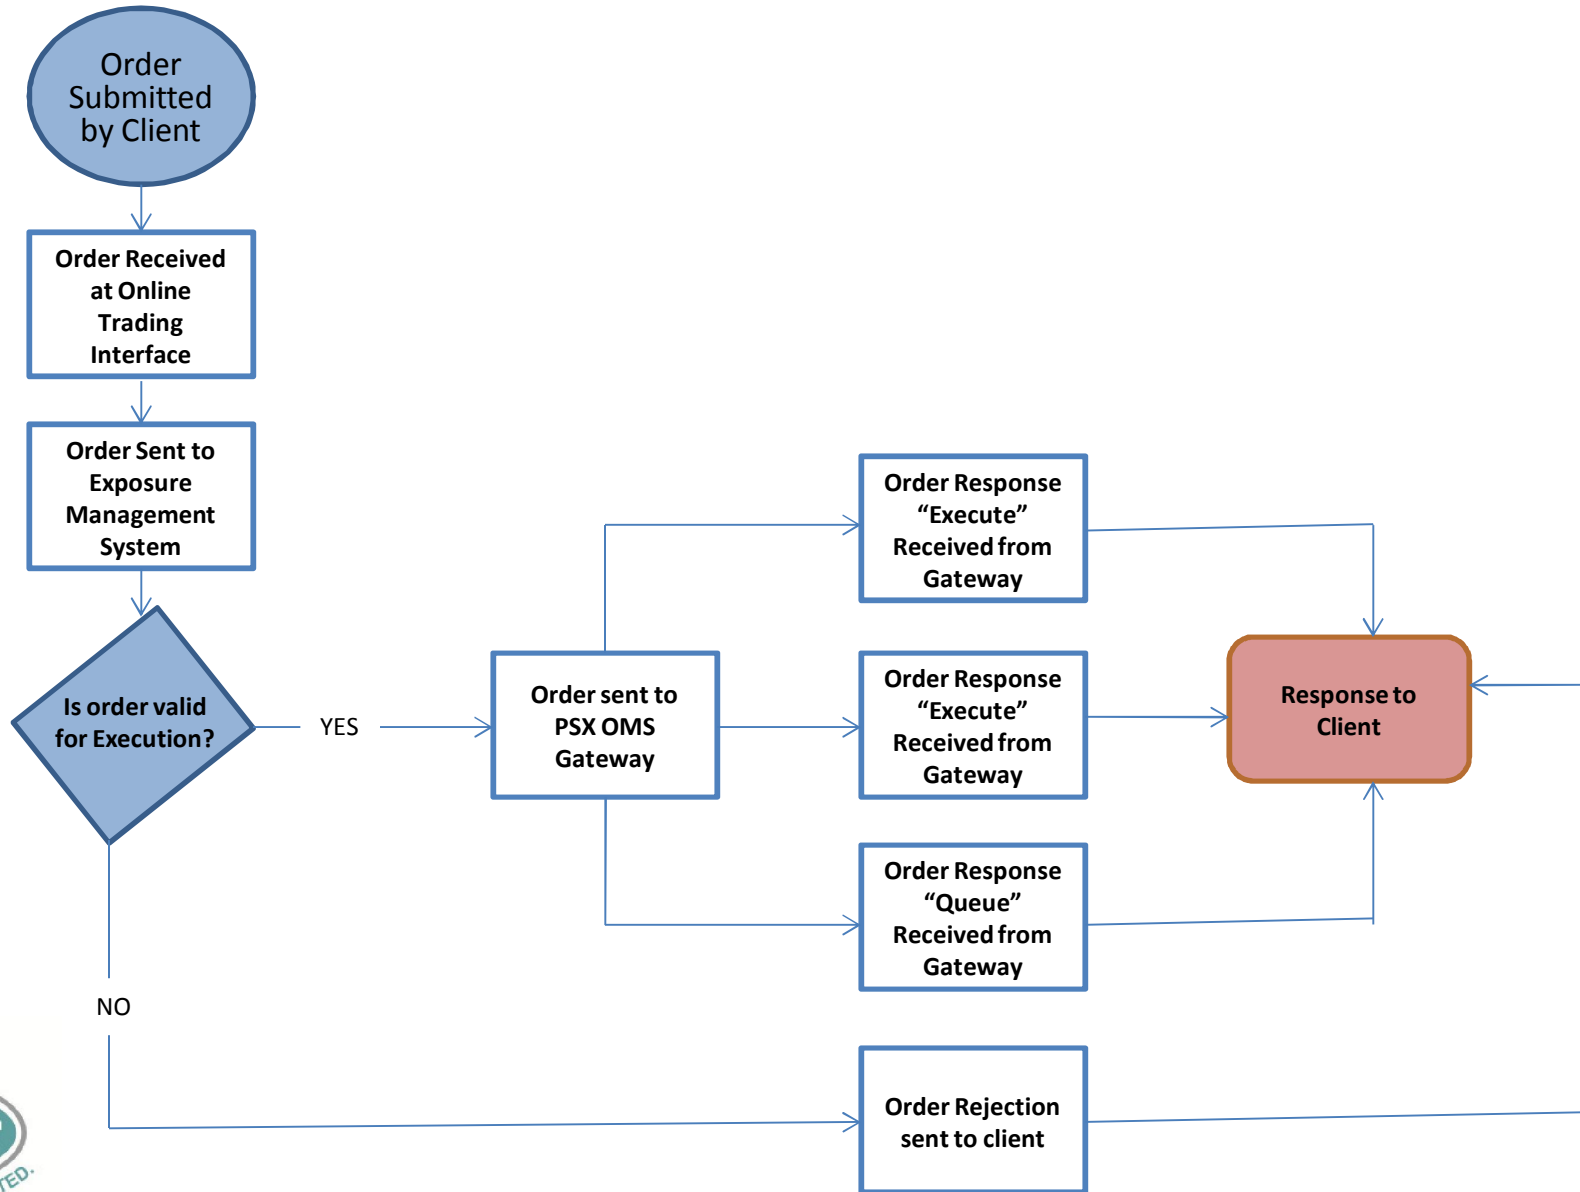 Order
Submitted
by Client
Order Received
at Online
Trading
Interface
Order Sent to
Exposure
Management
System
Is order valid
for Execution?
YES
NO
Order sent to
PSX OMS
Gateway
Order Response
“Execute”
Received from
Gateway
Order Response
“Execute”
Received from
Gateway
Order Response
“Queue”
Received from
Gateway
Order Rejection
sent to client
Response to
Client
TED.